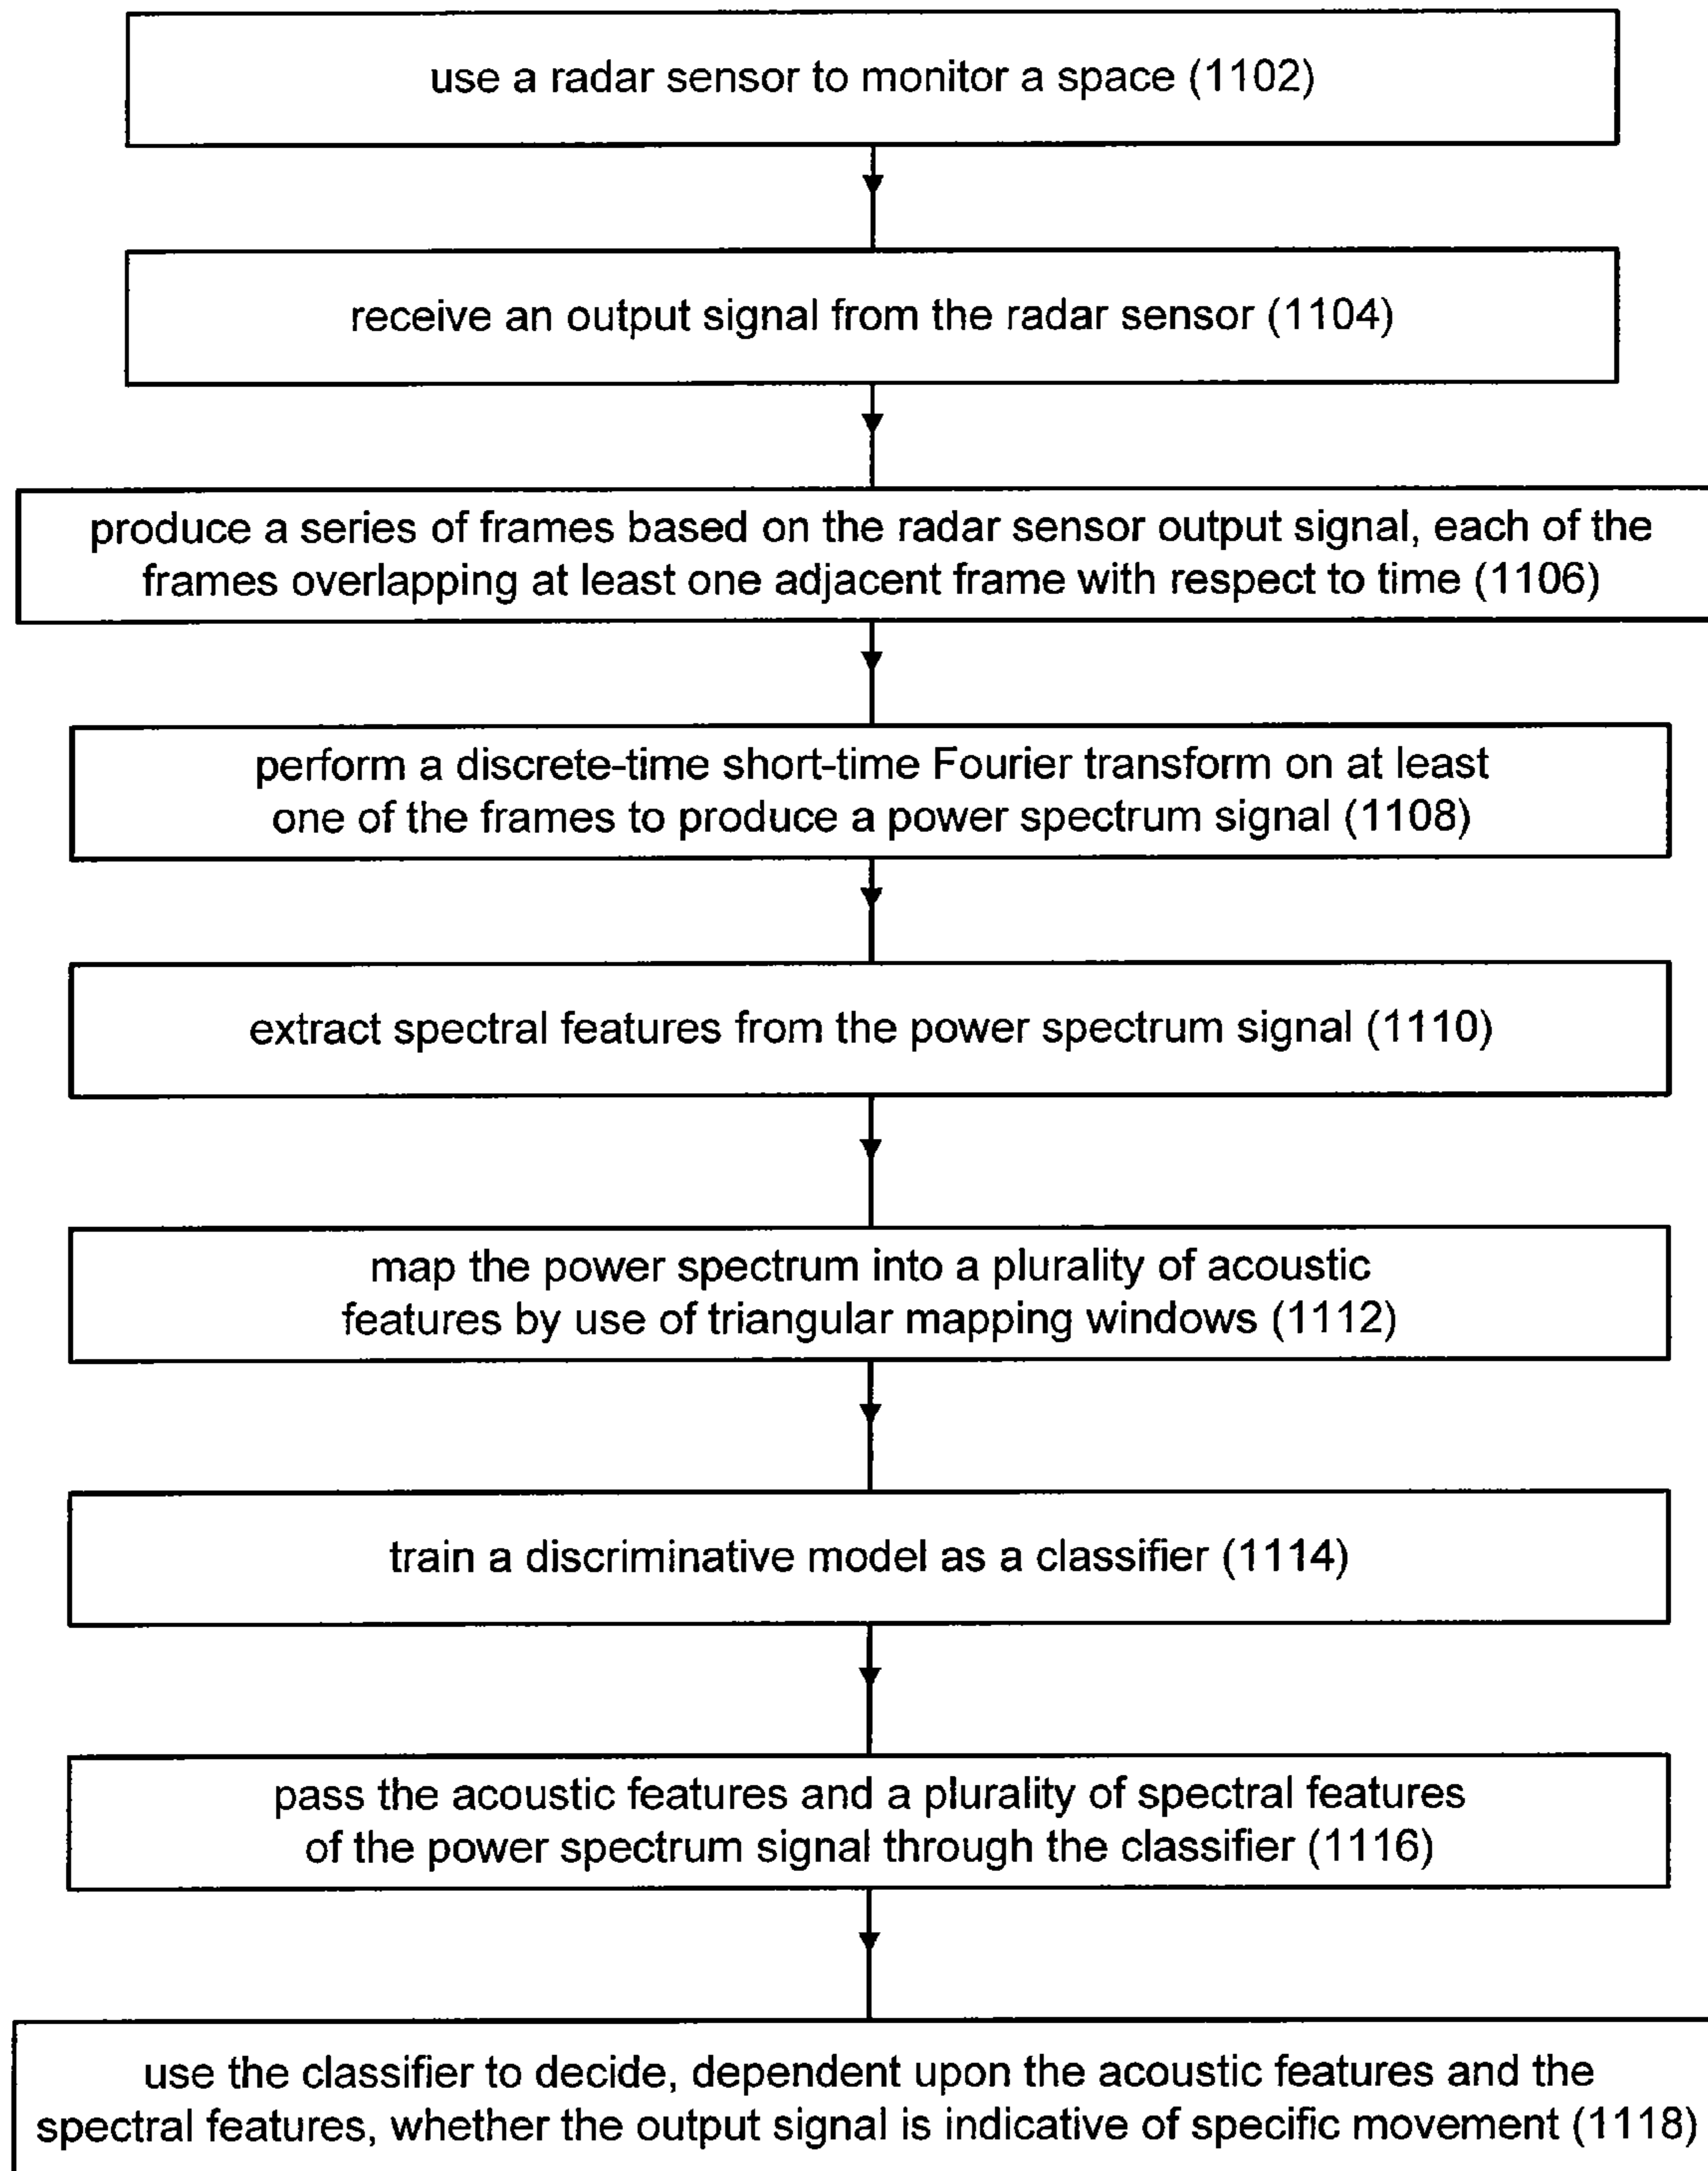 use a radar sensor to monitor a space (1102)
receive an output signal from the radar sensor (1104)
produce a series of frames based on the radar sensor output signal, each of the
frames overlapping at least one adjacent frame with respect to time (1106)
perform a discrete-time short-time Fourier transform on at least
one of the frames to produce a power spectrum signal (1108)
extract spectral features from the power spectrum signal (1110)
map the power spectrum into a plurality of acoustic
features by use of triangular mapping windows (1112)
train a discriminative model as a classifier (1114)
pass the acoustic features and a plurality of spectral features
of the power spectrum signal through the classifier (1116)
use the classifier to decide, dependent upon the acoustic features and the
spectral features, whether the output signal is indicative of specific movement (1118)